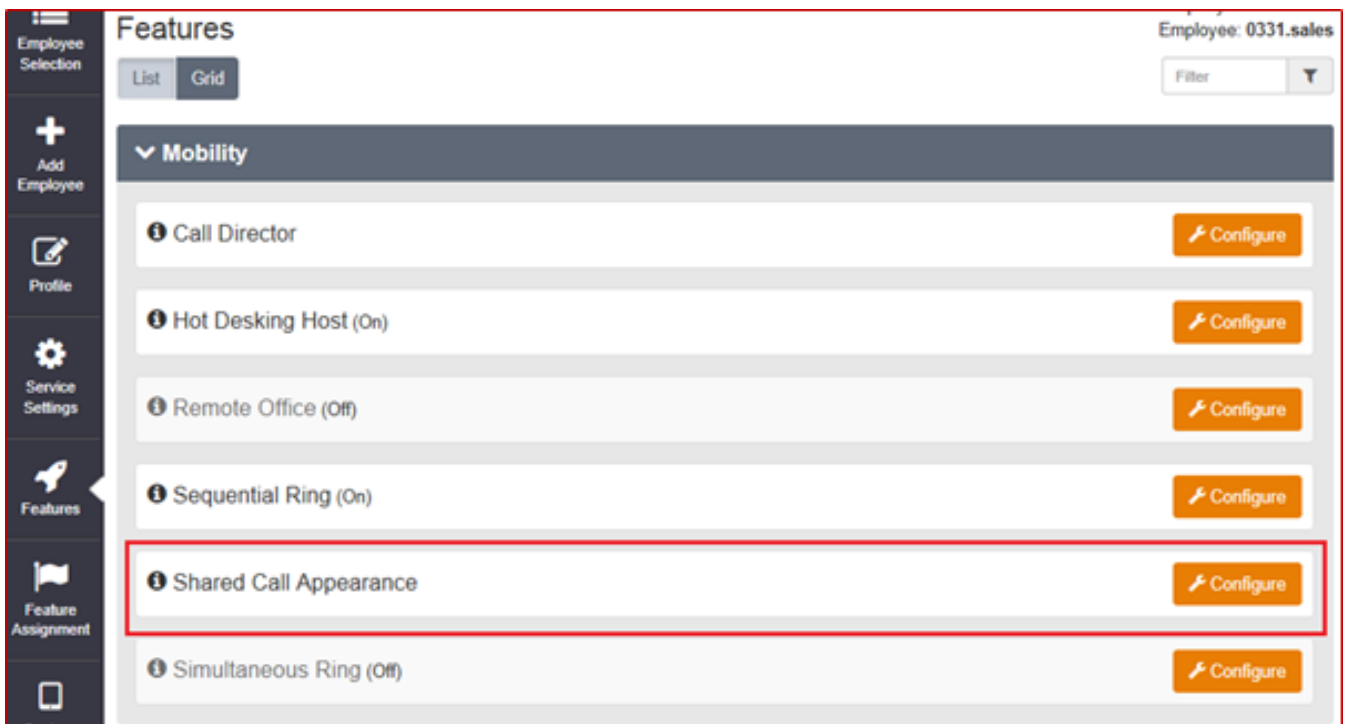 Employee
Selection
Add
Employee
Profile
Service
Settings
Features
Feature
Assignment
Features
Employee: 0331.sales
List Grid
Filter
Mobility
Call Director Configure
Hot Desking Host (On) Configure
Remote Office (Off) Configure
Sequential Ring (On) Configure
Shared Call Appearance Configure
Simultaneous Ring (Off) Configure